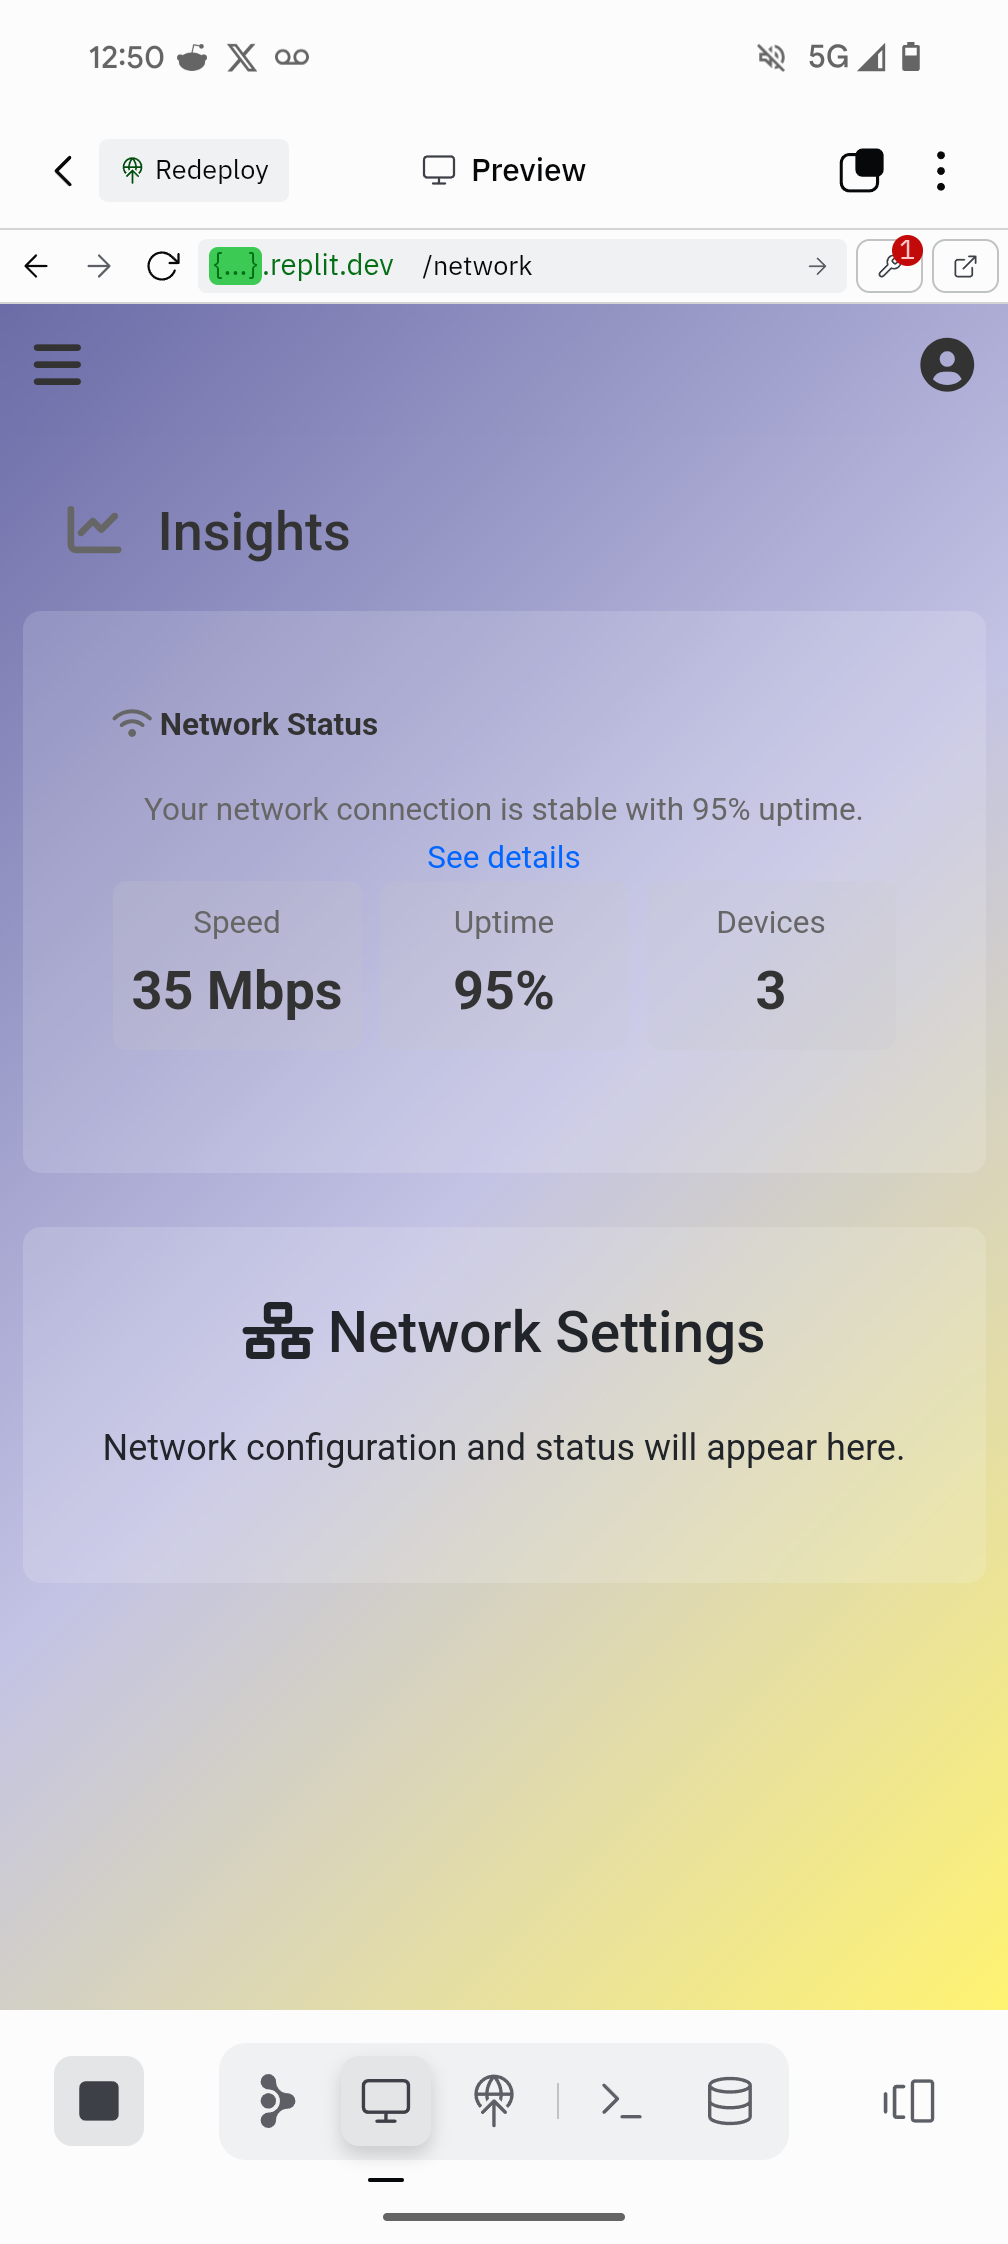 12:50 5G
Redeploy Preview
{...}.replit.dev /network 1
Insights
Network Status
Your network connection is stable with 95% uptime.
See details
Speed Uptime Devices
35 Mbps 95% 3
Network Settings
Network configuration and status will appear here.